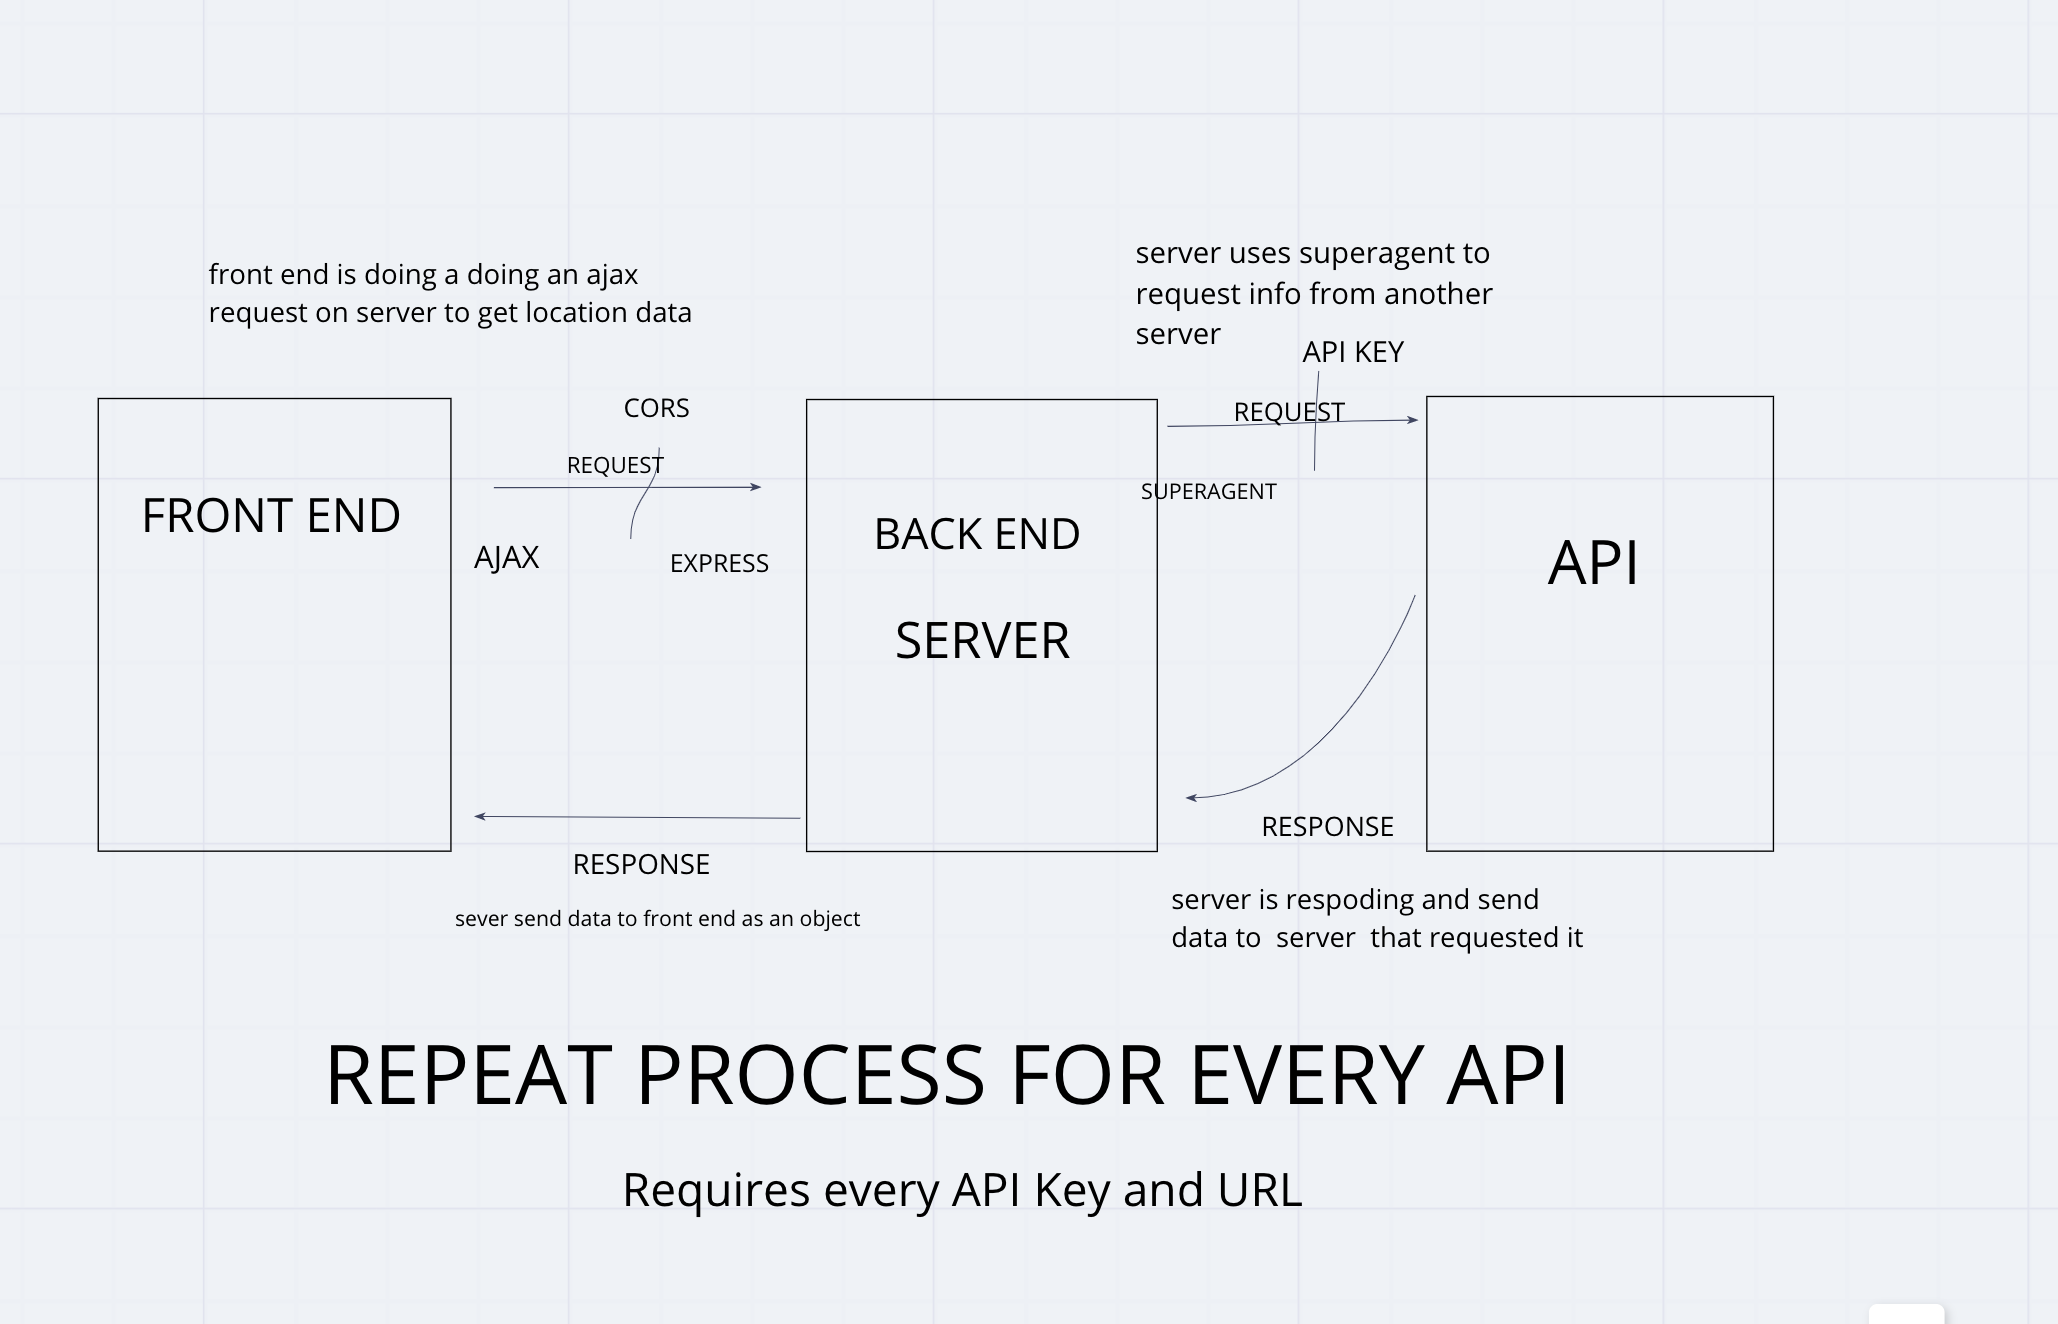 front end is doing a doing an ajax
request on server to get location data
server uses superagent to
request info from another
server
API KEY
CORS
REQUEST
REQUEST
SUPERAGENT
FRONT END
AJAX
EXPRESS
BACK END
SERVER
API
RESPONSE
RESPONSE
sever send data to front end as an object
server is respoding and send
data to  server  that requested it
REPEAT PROCESS FOR EVERY API
Requires every API Key and URL